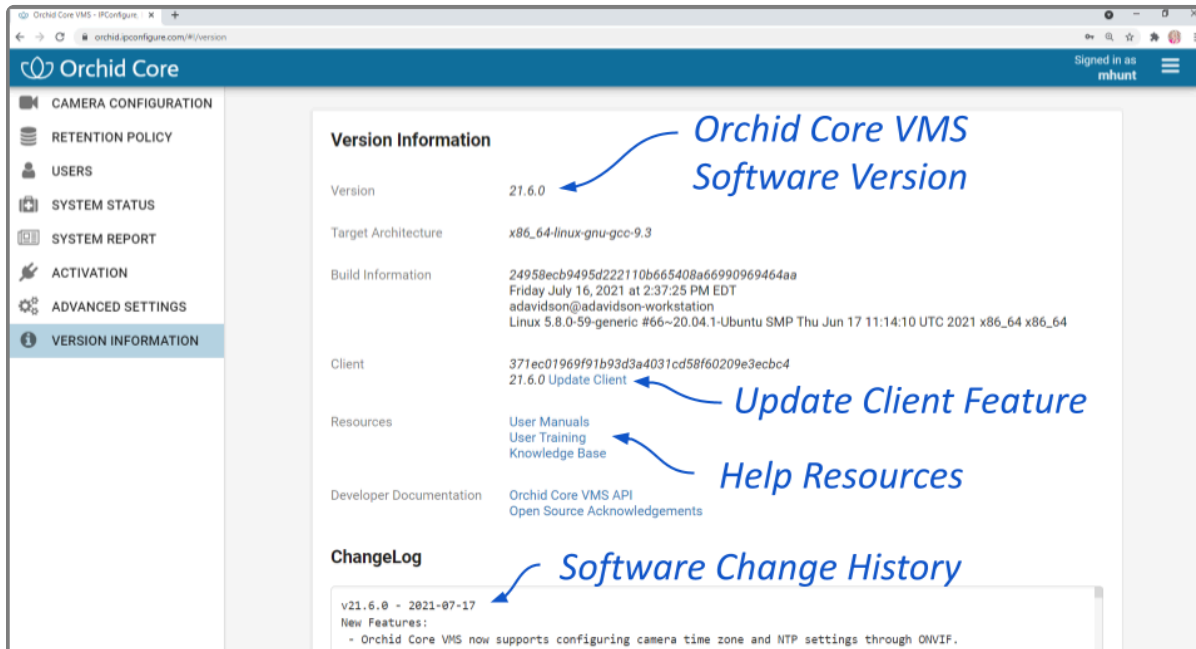 Orchid Core VMS - IPConfigure,
orchid.ipconfigure.com/#!/version
Orchid Core
Signed in as
mhunt
CAMERA CONFIGURATION
RETENTION POLICY
USERS
SYSTEM STATUS
SYSTEM REPORT
ACTIVATION
ADVANCED SETTINGS
VERSION INFORMATION
Version Information
Orchid Core VMS
Software Version
Version 21.6.0
Target Architecture x86_64-linux-gnu-gcc-9.3
Build Information 24958ecb9495d222110b665408a66990969464aa
Friday July 16, 2021 at 2:37:25 PM EDT
adavidson@adavidson-workstation
Linux 5.8.0-59-generic #66~20.04.1-Ubuntu SMP Thu Jun 17 11:14:10 UTC 2021 x86_64 x86_64
Client 371ec01969f91b93d3a4031cd58f60209e3ecbc4
21.6.0 Update Client
Update Client Feature
Resources User Manuals
User Training
Knowledge Base
Help Resources
Developer Documentation Orchid Core VMS API
Open Source Acknowledgements
ChangeLog
Software Change History
v21.6.0 - 2021-07-17
New Features:
- Orchid Core VMS now supports configuring camera time zone and NTP settings through ONVIF.